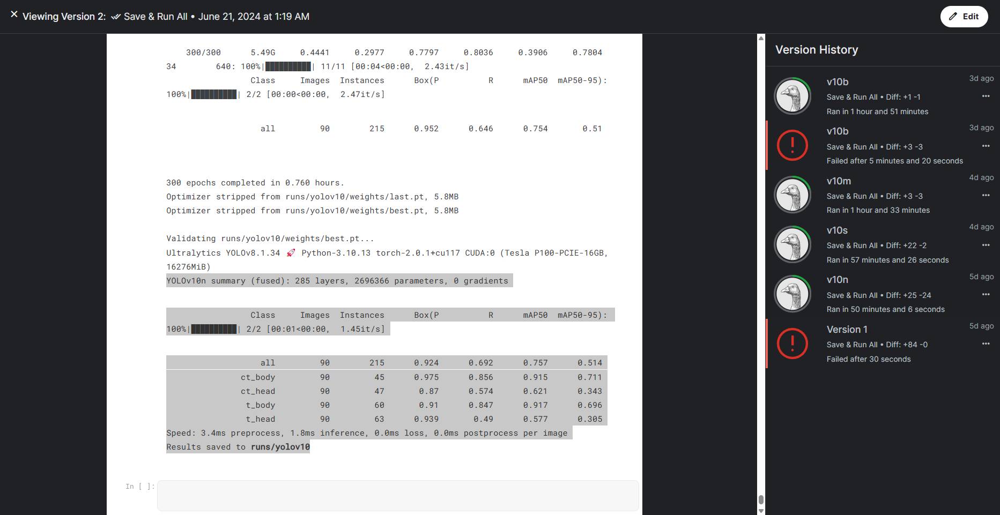 Viewing Version 2: Save & Run All • June 21, 2024 at 1:19 AM
Edit
300/300 5.49G 0.4441 0.2977 0.7797 0.8036 0.3906 0.7804
34 640: 100%|██████████| 11/11 [00:04<00:00, 2.43it/s]
Class Images Instances Box(P R mAP50 mAP50-95):
100%|██████████| 2/2 [00:00<00:00, 2.47it/s]
all 90 215 0.952 0.646 0.754 0.51
300 epochs completed in 0.760 hours.
Optimizer stripped from runs/yolov10/weights/last.pt, 5.8MB
Optimizer stripped from runs/yolov10/weights/best.pt, 5.8MB
Validating runs/yolov10/weights/best.pt...
Ultralytics YOLOv8.1.34 🚀 Python-3.10.13 torch-2.0.1+cu117 CUDA:0 (Tesla P100-PCIE-16GB,
16276MiB)
YOLOv10n summary (fused): 285 layers, 2696366 parameters, 0 gradients
Class Images Instances Box(P R mAP50 mAP50-95):
100%|██████████| 2/2 [00:01<00:00, 1.45it/s]
all 90 215 0.924 0.692 0.757 0.514
ct_body 90 45 0.975 0.856 0.915 0.711
ct_head 90 47 0.87 0.574 0.621 0.343
t_body 90 60 0.91 0.847 0.917 0.696
t_head 90 63 0.939 0.49 0.577 0.305
Speed: 3.4ms preprocess, 1.8ms inference, 0.0ms loss, 0.0ms postprocess per image
Results saved to runs/yolov10
In [ ]:
Version History
v10b 3d ago
Save & Run All • Diff: +1 -1
Ran in 1 hour and 51 minutes
v10b 3d ago
Save & Run All • Diff: +3 -3
Failed after 5 minutes and 20 seconds
v10m 4d ago
Save & Run All • Diff: +3 -3
Ran in 1 hour and 33 minutes
v10s 4d ago
Save & Run All • Diff: +22 -2
Ran in 57 minutes and 26 seconds
v10n 5d ago
Save & Run All • Diff: +25 -24
Ran in 50 minutes and 6 seconds
Version 1 5d ago
Save & Run All • Diff: +84 -0
Failed after 30 seconds